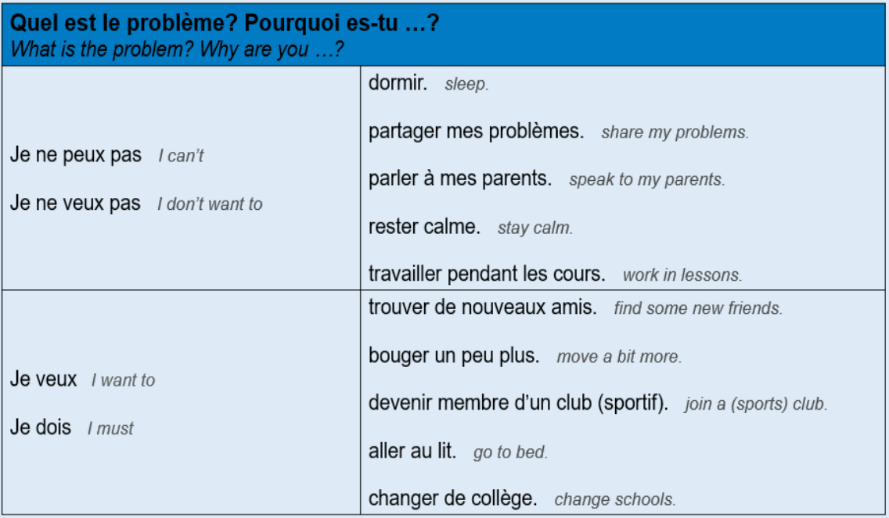 Quel est le problème? Pourquoi es-tu …?
What is the problem? Why are you …?
Je ne peux pas I can't
Je ne veux pas I don't want to
dormir. sleep.
partager mes problèmes. share my problems.
parler à mes parents. speak to my parents.
rester calme. stay calm.
travailler pendant les cours. work in lessons.
Je veux I want to
Je dois I must
trouver de nouveaux amis. find some new friends.
bouger un peu plus. move a bit more.
devenir membre d'un club (sportif). join a (sports) club.
aller au lit. go to bed.
changer de collège. change schools.